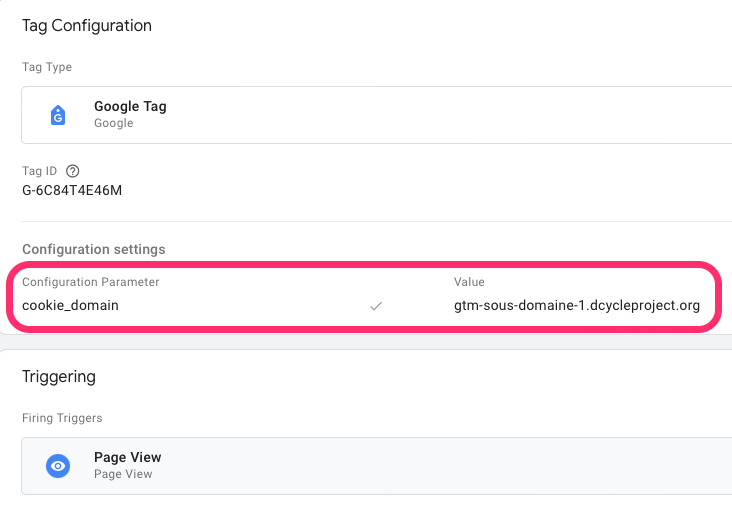 Tag Configuration
Tag Type
Google Tag
Google
Tag ID
G-6C84T4E46M
Configuration settings
Configuration Parameter Value
cookie_domain gtm-sous-domaine-1.dcycleproject.org
Triggering
Firing Triggers
Page View
Page View